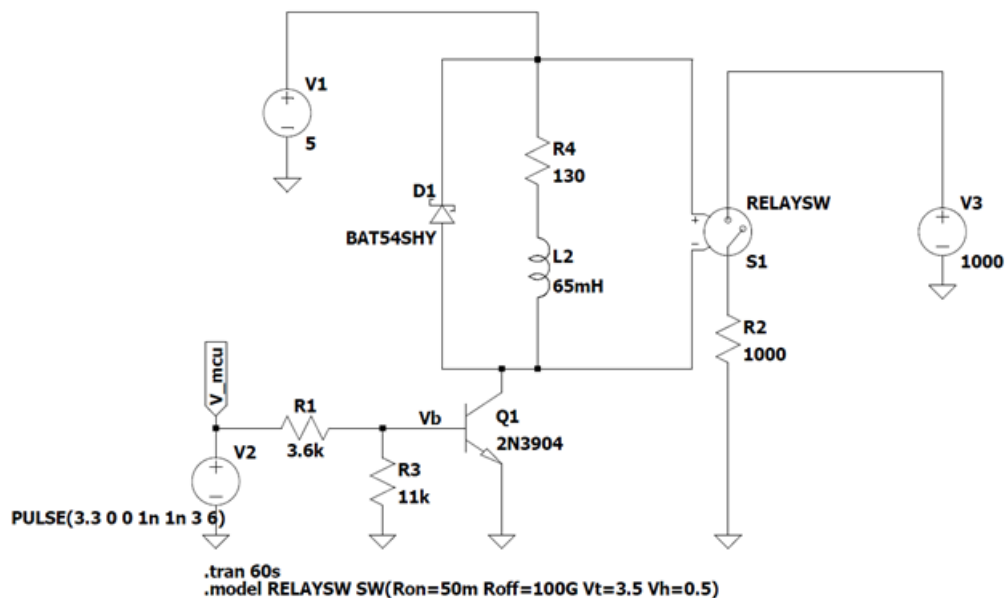 V1
+
5
R4
130
D1
BAT54SHY
L2
65mH
+
RELAYSW
S1
V3
+
1000
R2
1000
V_mcu
R1
3.6k
Vb
Q1
2N3904
V2
+
R3
11k
PULSE(3.3 0 0 1n 1n 3 6)
.tran 60s
.model RELAYSW SW(Ron=50m Roff=100G Vt=3.5 Vh=0.5)